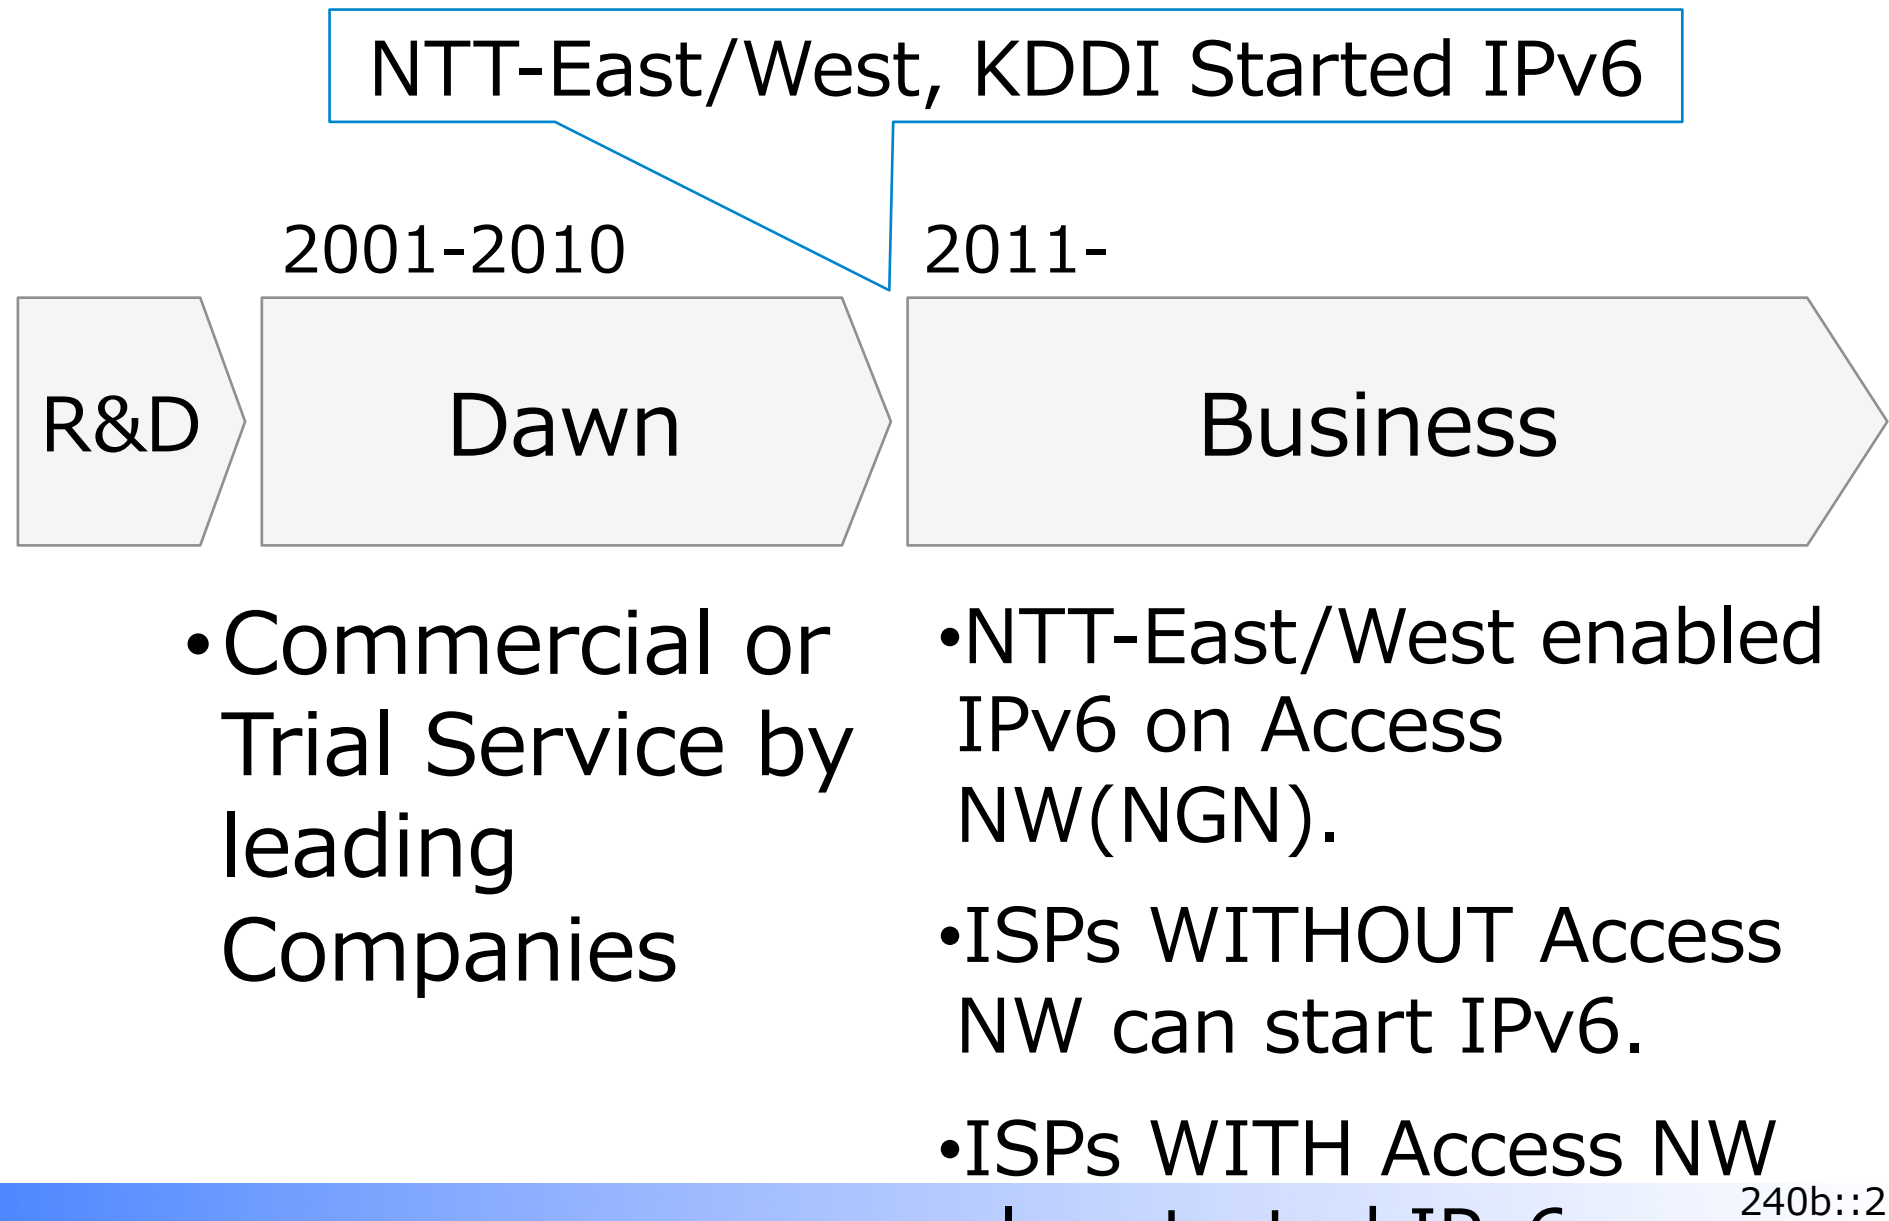 NTT-East/West, KDDI Started IPv6
2001-2010
2011-
R&D
Dawn
Business
•Commercial or
Trial Service by
leading
Companies
•NTT-East/West enabled
IPv6 on Access
NW(NGN).
•ISPs WITHOUT Access
NW can start IPv6.
•ISPs WITH Access NW
started IPv6
240b::2